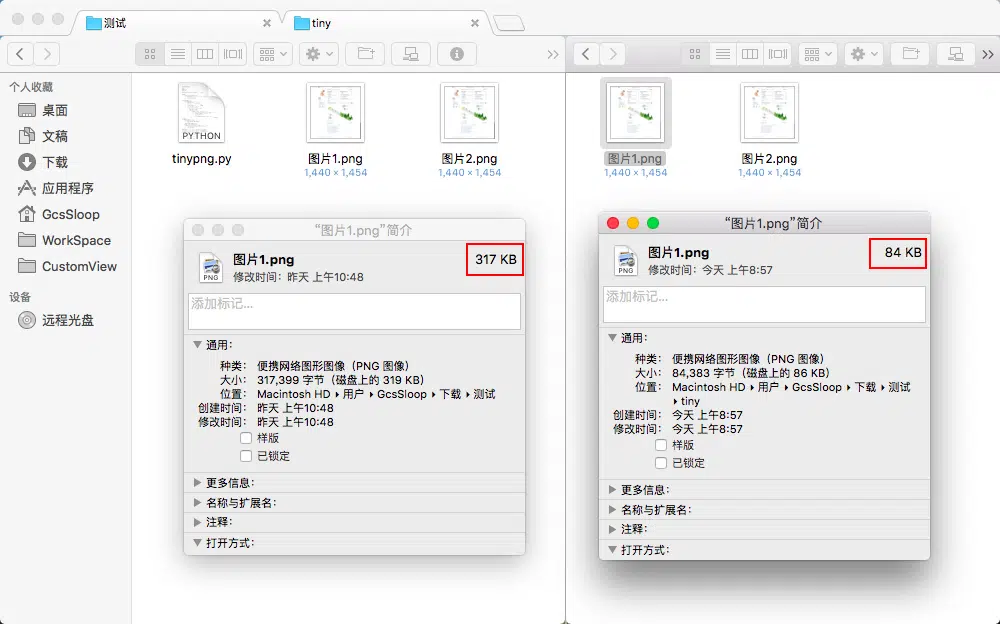 测试
tiny
个人收藏
桌面
文稿
下载
应用程序
GcsSloop
WorkSpace
CustomView
设备
远程光盘
PYTHON
tinypng.py
图片1.png
1,440 × 1,454
图片2.png
1,440 × 1,454
图片1.png
1,440 × 1,454
图片2.png
1,440 × 1,454
“图片1.png”简介
PNG
图片1.png
317 KB
修改时间：昨天 上午10:48
添加标记...
通用：
种类：便携网络图形图像（PNG 图像）
大小：317,399 字节（磁盘上的 319 KB）
位置：Macintosh HD ▸ 用户 ▸ GcsSloop ▸ 下载 ▸ 测试
创建时间：昨天 上午10:48
修改时间：昨天 上午10:48
样版
已锁定
更多信息：
名称与扩展名：
注释：
打开方式：
“图片1.png”简介
PNG
图片1.png
84 KB
修改时间：今天 上午8:57
添加标记...
通用：
种类：便携网络图形图像（PNG 图像）
大小：84,383 字节（磁盘上的 86 KB）
位置：Macintosh HD ▸ 用户 ▸ GcsSloop ▸ 下载 ▸ 测试
▸ tiny
创建时间：今天 上午8:57
修改时间：今天 上午8:57
样版
已锁定
更多信息：
名称与扩展名：
注释：
打开方式：